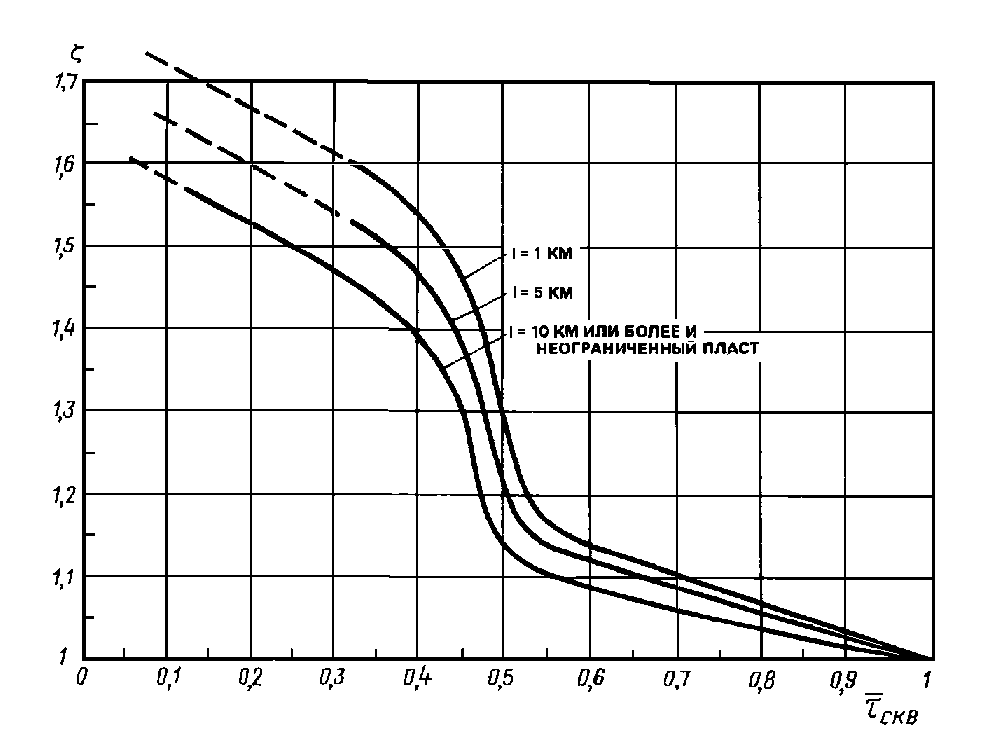 ζ
1,7
1,6
1,5
1,4
1,3
1,2
1,1
1
l = 1 КМ
l = 5 КМ
l = 10 КМ ИЛИ БОЛЕЕ И
НЕОГРАНИЧЕННЫЙ ПЛАСТ
0 0,1 0,2 0,3 0,4 0,5 0,6 0,7 0,8 0,9 1
τ̅скв